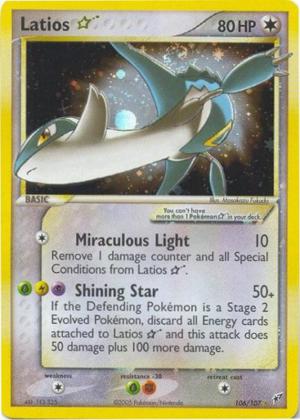 Latios ☆ 80 HP
BASIC
Illus. Masakazu Fukuda
You can't have more than 1 Pokémon ☆ in your deck.
Miraculous Light 10
Remove 1 damage counter and all Special
Conditions from Latios ☆.
Shining Star 50+
If the Defending Pokémon is a Stage 2
Evolved Pokémon, discard all Energy cards
attached to Latios ☆ and this attack does
50 damage plus 100 more damage.
weakness resistance -30 retreat cost
©2005 Pokémon/Nintendo
106/107